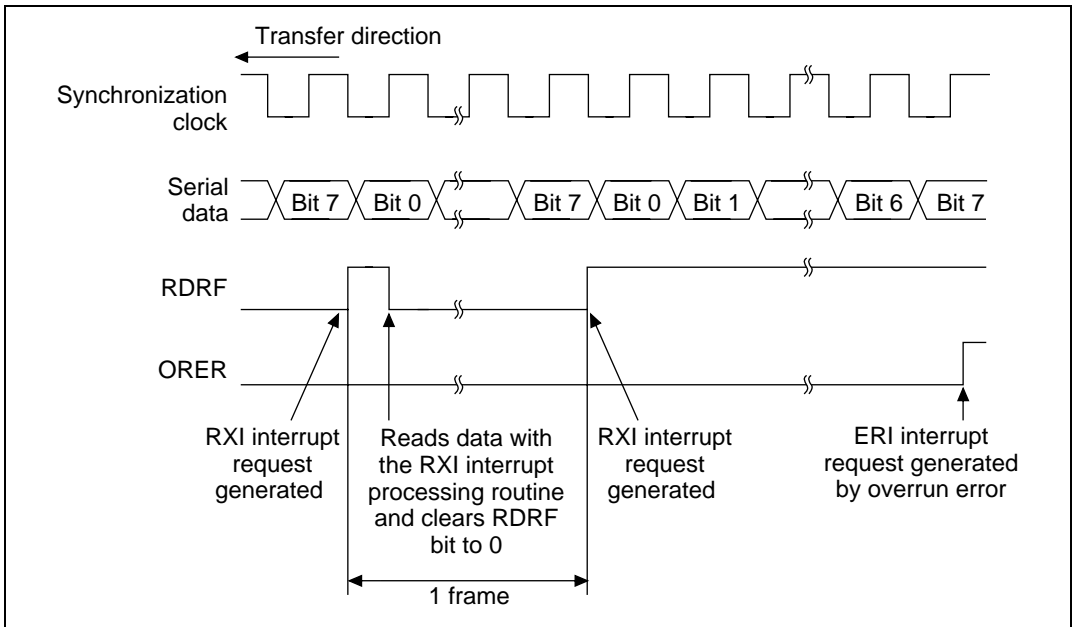 Transfer direction
Synchronization
clock
Serial
data
Bit 7
Bit 0
Bit 7
Bit 0
Bit 1
Bit 6
Bit 7
RDRF
ORER
RXI interrupt
request
generated
Reads data with
the RXI interrupt
processing routine
and clears RDRF
bit to 0
RXI interrupt
request
generated
ERI interrupt
request generated
by overrun error
1 frame